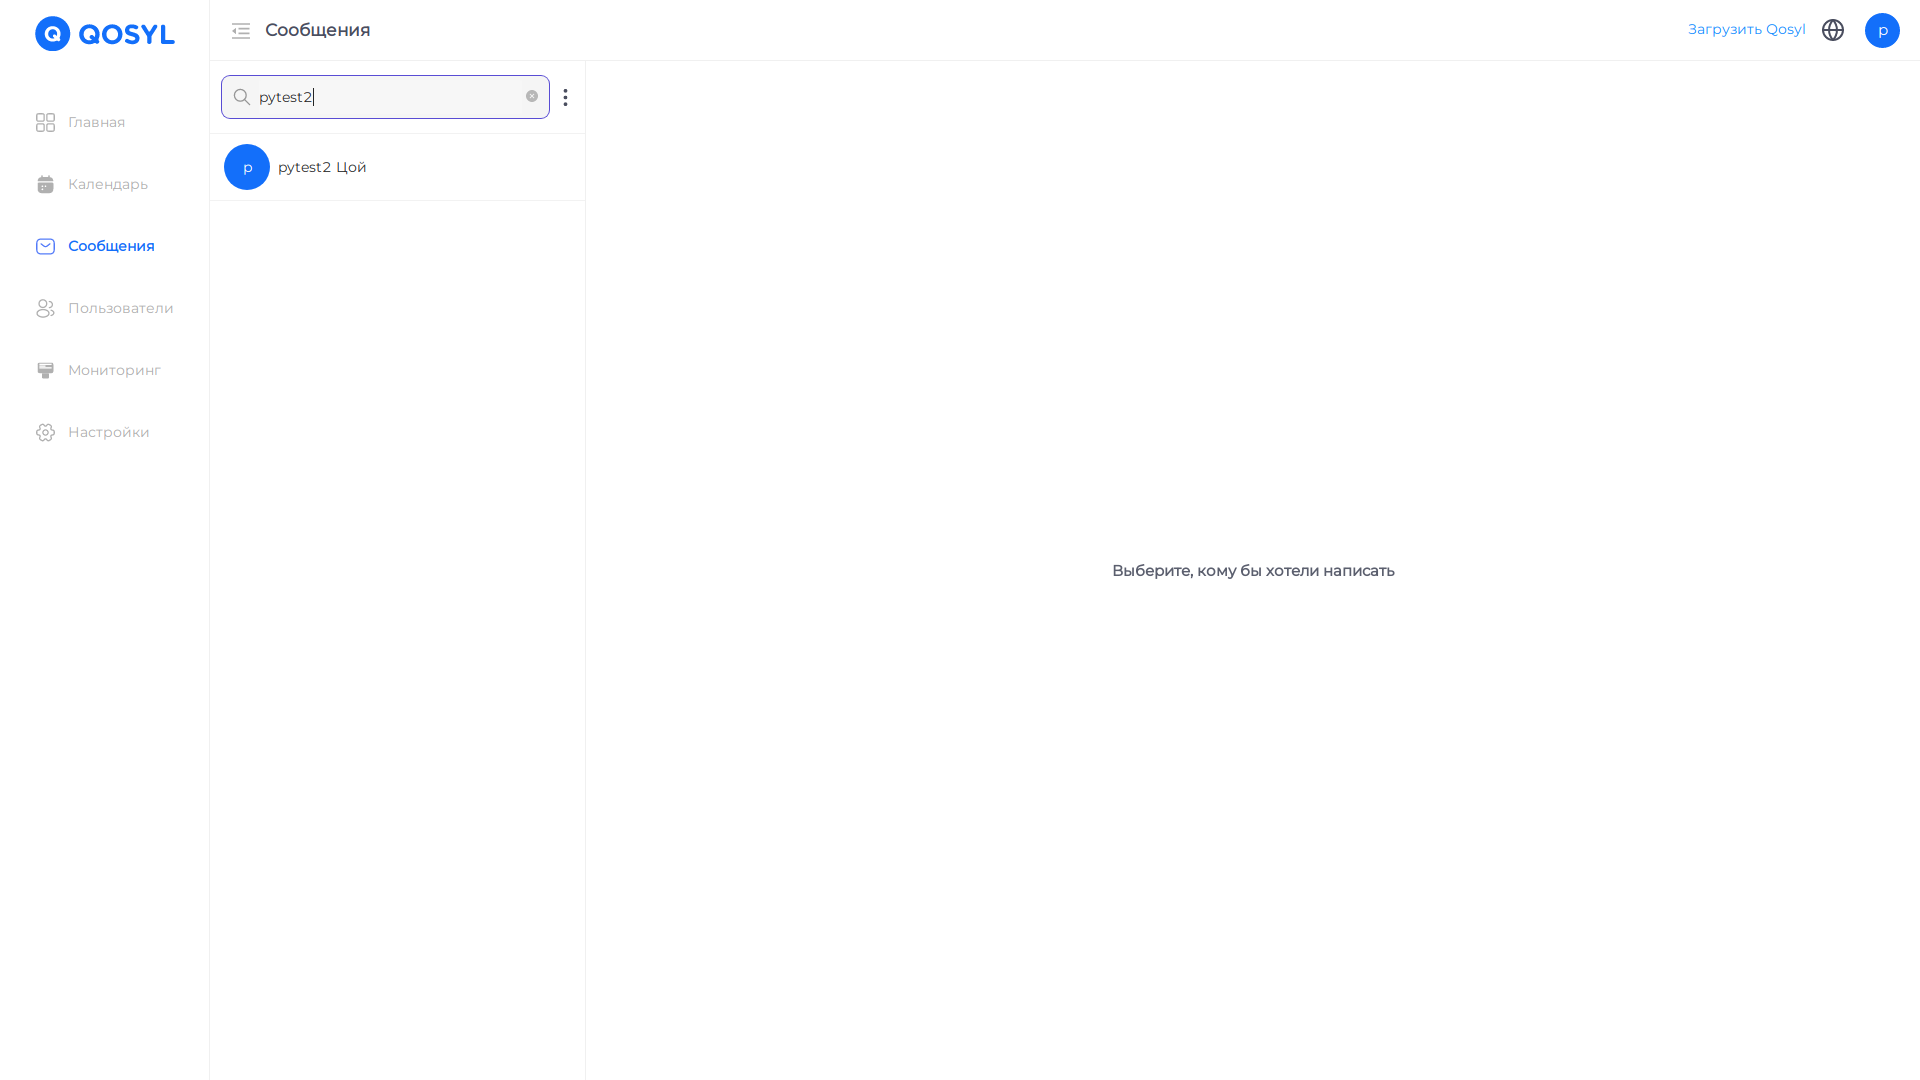 QOSYL
Главная
Календарь
Сообщения
Пользователи
Мониторинг
Настройки
Сообщения
Загрузить Qosyl
p
pytest2
p
pytest2 Цой
Выберите, кому бы хотели написать